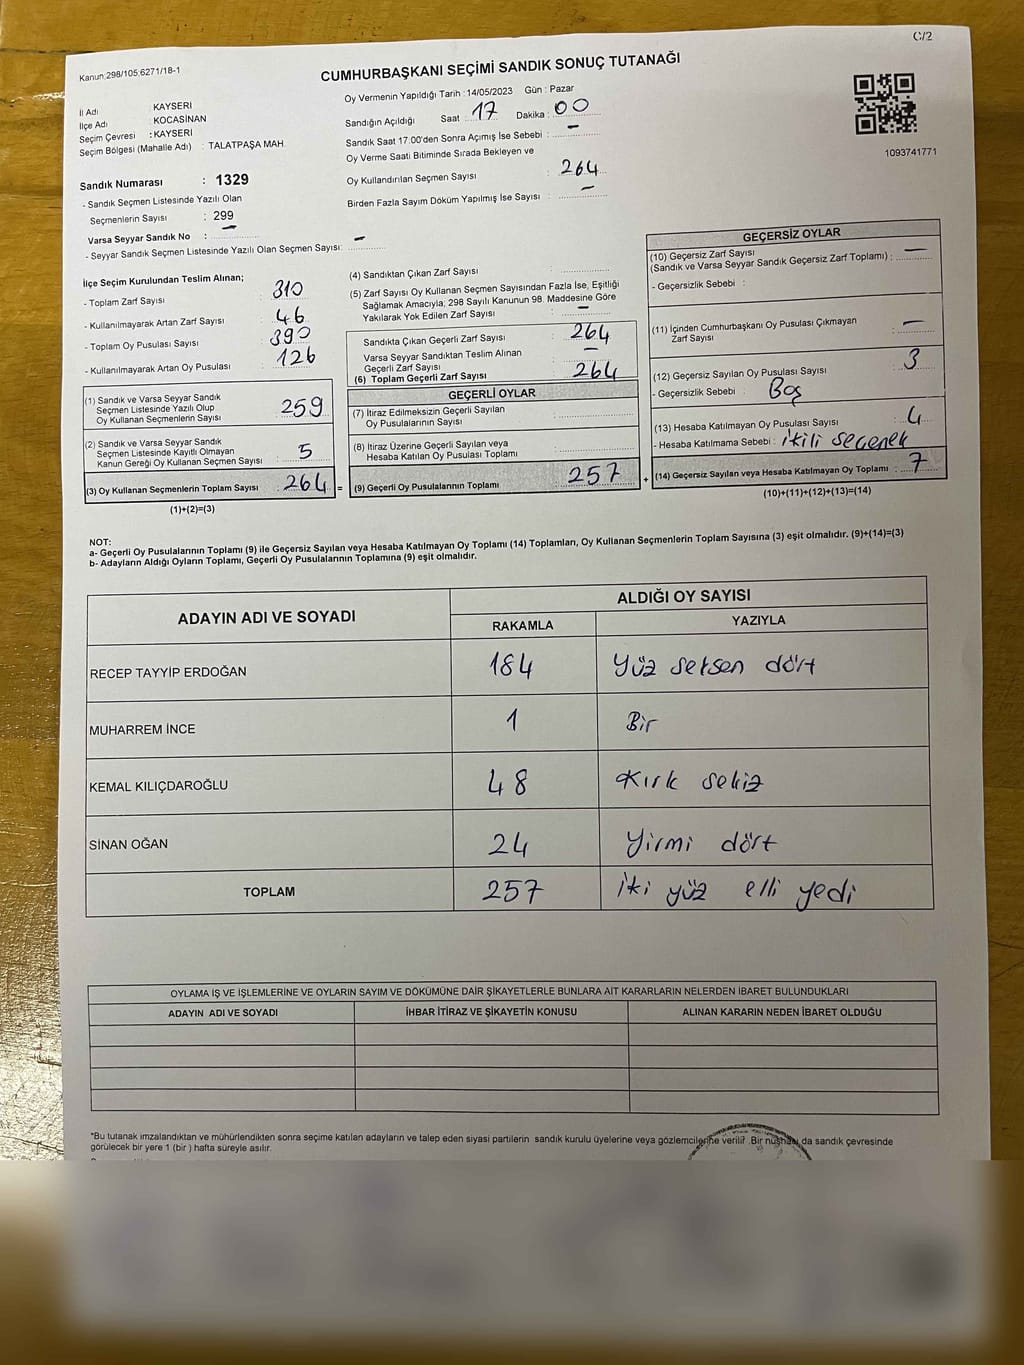 C/2
Kanun:298/105:6271/1B-1
CUMHURBAŞKANI SEÇİMİ SANDIK SONUÇ TUTANAĞI
İl Adı : KAYSERİ
İlçe Adı : KOCASİNAN
Seçim Çevresi : KAYSERİ
Seçim Bölgesi (Mahalle Adı) : TALATPAŞA MAH.
Sandık Numarası : 1329
- Sandık Seçmen Listesinde Yazılı Olan
Seçmenlerin Sayısı : 299
Varsa Seyyar Sandık No : –
- Seyyar Sandık Seçmen Listesinde Yazılı Olan Seçmen Sayısı: –
Oy Vermenin Yapıldığı Tarih : 14/05/2023 Gün : Pazar
Sandığın Açıldığı Saat : 17 Dakika : 00
Sandık Saat 17:00'den Sonra Açımış İse Sebebi : –
Oy Verme Saati Bitiminde Sırada Bekleyen ve
Oy Kullandırılan Seçmen Sayısı : 264
Birden Fazla Sayım Döküm Yapılmış İse Sayısı : –
1093741771
İlçe Seçim Kurulundan Teslim Alınan;
- Toplam Zarf Sayısı : 310
- Kullanılmayarak Artan Zarf Sayısı : 46
- Toplam Oy Pusulası Sayısı : 390
- Kullanılmayarak Artan Oy Pusulası : 126
(1) Sandık ve Varsa Seyyar Sandık
Seçmen Listesinde Yazılı Olup
Oy Kullanan Seçmenlerin Sayısı : 259
(2) Sandık ve Varsa Seyyar Sandık
Seçmen Listesinde Kayıtlı Olmayan
Kanun Gereği Oy Kullanan Seçmen Sayısı : 5
(3) Oy Kullanan Seçmenlerin Toplam Sayısı : 264 =
(1)+(2)=(3)
(4) Sandıktan Çıkan Zarf Sayısı :
(5) Zarf Sayısı Oy Kullanan Seçmen Sayısından Fazla İse, Eşitliği
Sağlamak Amacıyla; 298 Sayılı Kanunun 98. Maddesine Göre
Yakılarak Yok Edilen Zarf Sayısı : –
Sandıkta Çıkan Geçerli Zarf Sayısı : 264
Varsa Seyyar Sandıktan Teslim Alınan
Geçerli Zarf Sayısı : –
(6) Toplam Geçerli Zarf Sayısı : 264
GEÇERLİ OYLAR
(7) İtiraz Edilmeksizin Geçerli Sayılan
Oy Pusulalarının Sayısı :
(8) İtiraz Üzerine Geçerli Sayılan veya
Hesaba Katılan Oy Pusulası Toplamı :
(9) Geçerli Oy Pusulalarının Toplamı : 257 +
GEÇERSİZ OYLAR
(10) Geçersiz Zarf Sayısı
(Sandık ve Varsa Seyyar Sandık Geçersiz Zarf Toplamı) : –
- Geçersizlik Sebebi :
(11) İçinden Cumhurbaşkanı Oy Pusulası Çıkmayan
Zarf Sayısı : –
(12) Geçersiz Sayılan Oy Pusulası Sayısı : 3
- Geçersizlik Sebebi : Boş
(13) Hesaba Katılmayan Oy Pusulası Sayısı : 4
- Hesaba Katılmama Sebebi : ikili seçenek
(14) Geçersiz Sayılan veya Hesaba Katılmayan Oy Toplamı : 7
(10)+(11)+(12)+(13)=(14)
NOT:
a- Geçerli Oy Pusulalarının Toplamı (9) ile Geçersiz Sayılan veya Hesaba Katılmayan Oy Toplamı (14) Toplamları, Oy Kullanan Seçmenlerin Toplam Sayısına (3) eşit olmalıdır. (9)+(14)=(3)
b- Adayların Aldığı Oyların Toplamı, Geçerli Oy Pusulalarının Toplamına (9) eşit olmalıdır.
ADAYIN ADI VE SOYADI ALDIĞI OY SAYISI
RAKAMLA YAZIYLA
RECEP TAYYİP ERDOĞAN 184 Yüz seksen dört
MUHARREM İNCE 1 Bir
KEMAL KILIÇDAROĞLU 48 Kırk sekiz
SİNAN OĞAN 24 Yirmi dört
TOPLAM 257 iki yüz elli yedi
OYLAMA İŞ VE İŞLEMLERİNE VE OYLARIN SAYIM VE DÖKÜMÜNE DAİR ŞİKAYETLERLE BUNLARA AİT KARARLARIN NELERDEN İBARET BULUNDUKLARI
ADAYIN ADI VE SOYADI İHBAR İTİRAZ VE ŞİKAYETİN KONUSU ALINAN KARARIN NEDEN İBARET OLDUĞU
*Bu tutanak imzalandıktan ve mühürlendikten sonra seçime katılan adayların ve talep eden siyasi partilerin sandık kurulu üyelerine veya gözlemcilerine verilir. Bir nüshası da sandık çevresinde
görülecek bir yere 1 (bir ) hafta süreyle asılır.